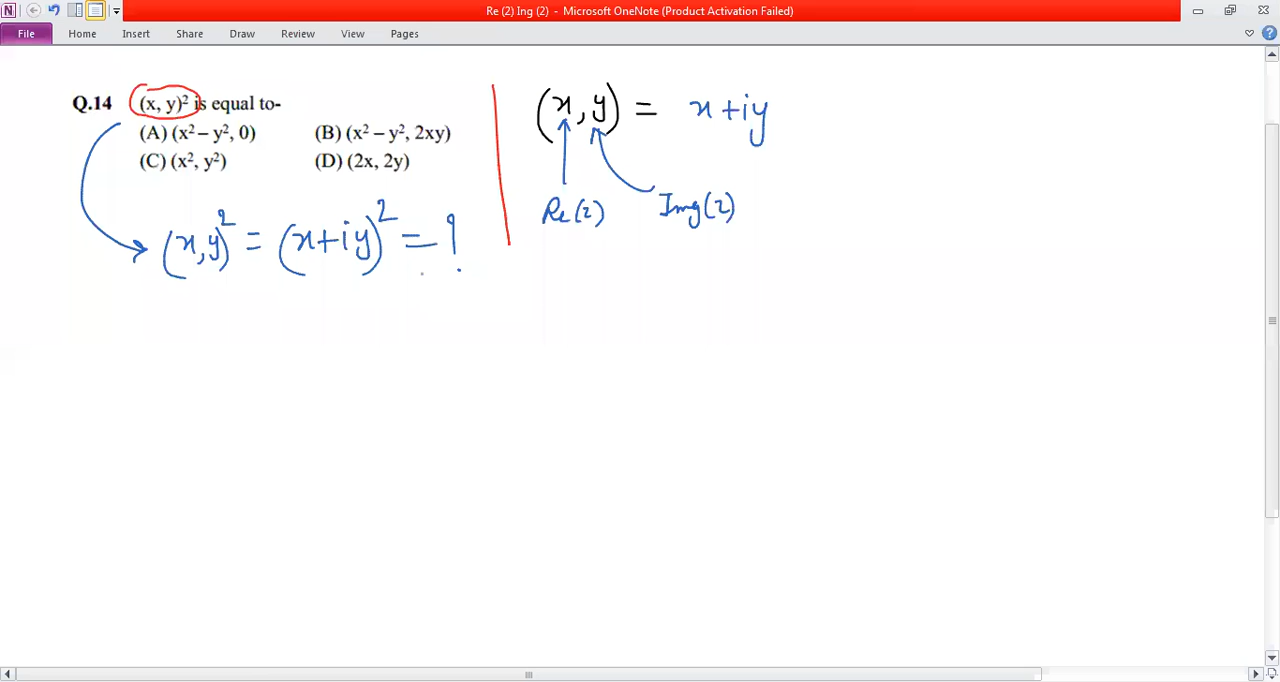 Re (2) Ing (2) - Microsoft OneNote (Product Activation Failed)
File Home Insert Share Draw Review View Pages
Q.14 (x, y)² is equal to-
(A) (x² – y², 0) (B) (x² – y², 2xy)
(C) (x², y²) (D) (2x, 2y)
(x,y)² = (x+iy)² = ?
(x,y) = x+iy
Re(z) Img(z)